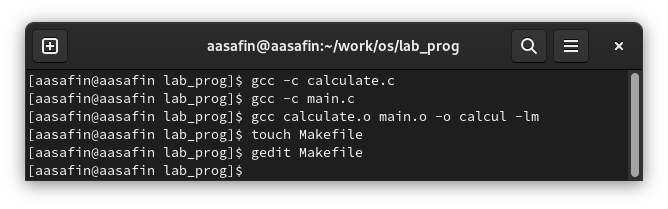 aasafin@aasafin:~/work/os/lab_prog
[aasafin@aasafin lab_prog]$ gcc -c calculate.c
[aasafin@aasafin lab_prog]$ gcc -c main.c
[aasafin@aasafin lab_prog]$ gcc calculate.o main.o -o calcul -lm
[aasafin@aasafin lab_prog]$ touch Makefile
[aasafin@aasafin lab_prog]$ gedit Makefile
[aasafin@aasafin lab_prog]$